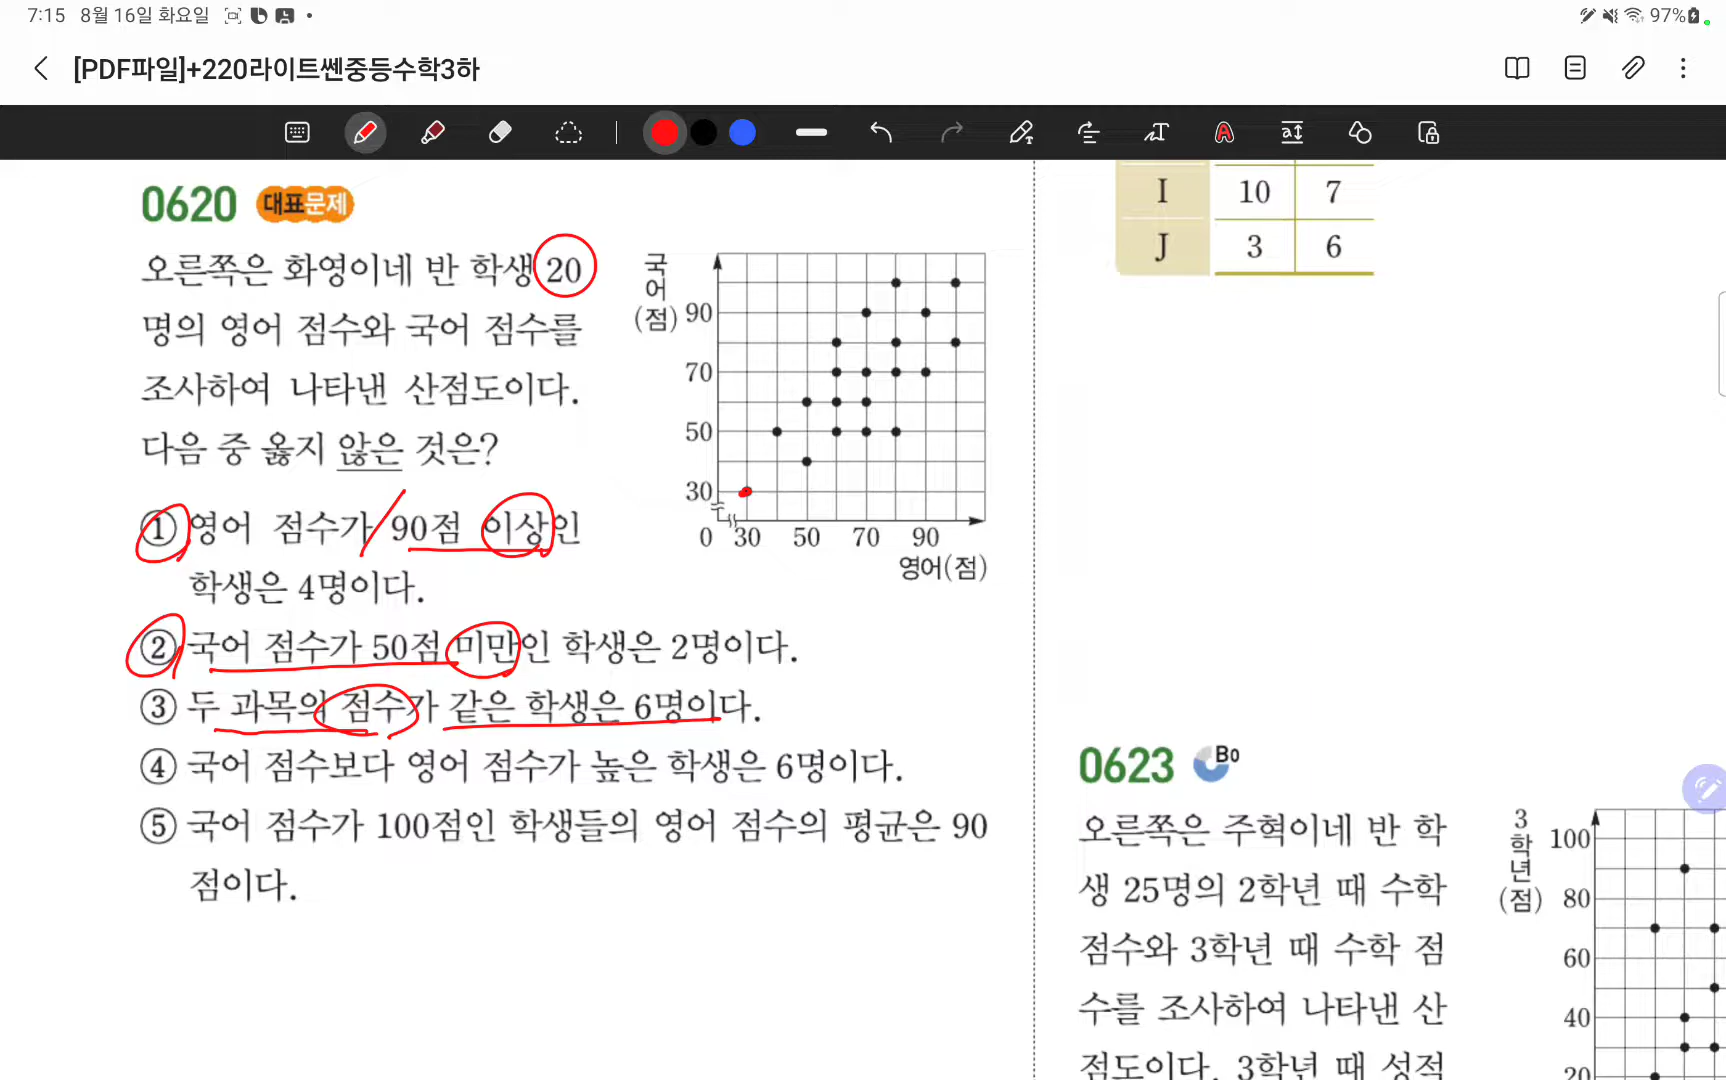 7:15 8월 16일 화요일
97%
[PDF파일]+220라이트쎈중등수학3하
0620 대표문제
오른쪽은 화영이네 반 학생 20
명의 영어 점수와 국어 점수를
조사하여 나타낸 산점도이다.
다음 중 옳지 않은 것은?
국어(점)
90
70
50
30
0 30 50 70 90
영어(점)
① 영어 점수가 90점 이상인
학생은 4명이다.
② 국어 점수가 50점 미만인 학생은 2명이다.
③ 두 과목의 점수가 같은 학생은 6명이다.
④ 국어 점수보다 영어 점수가 높은 학생은 6명이다.
⑤ 국어 점수가 100점인 학생들의 영어 점수의 평균은 90
점이다.
I 10 7
J 3 6
0623 B0
오른쪽은 주혁이네 반 학
생 25명의 2학년 때 수학
점수와 3학년 때 수학 점
수를 조사하여 나타낸 산
점도이다. 3학년 때 성적
3학년(점)
100
80
60
40
20